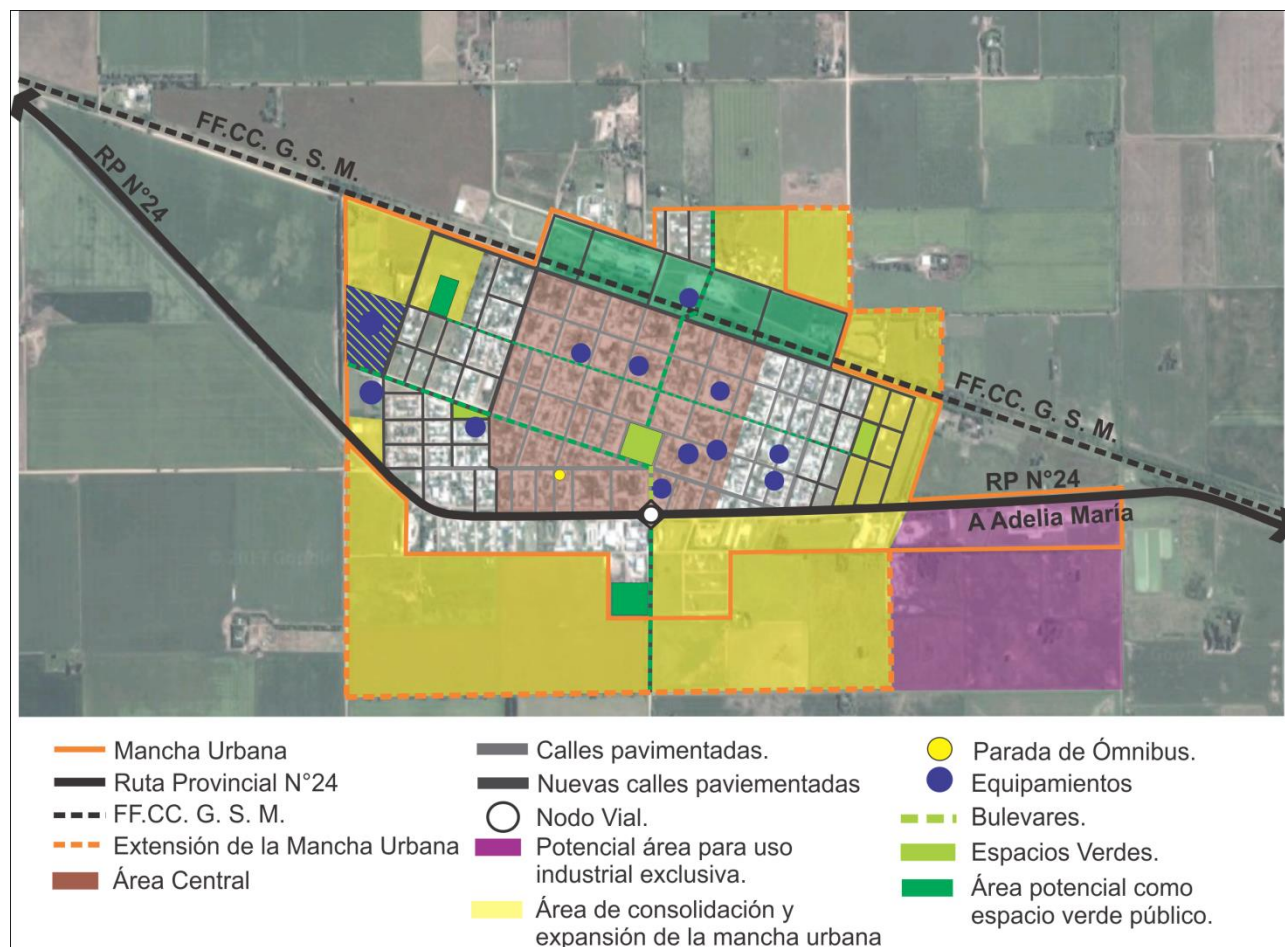 FF.CC. G. S. M.
RP N°24
FF.CC. G. S. M.
RP N°24
A Adelia María
Mancha Urbana
Ruta Provincial N°24
FF.CC. G. S. M.
Extensión de la Mancha Urbana
Área Central
Calles pavimentadas.
Nuevas calles paviementadas
Nodo Vial.
Potencial área para uso
industrial exclusiva.
Área de consolidación y
expansión de la mancha urbana
Parada de Ómnibus.
Equipamientos
Bulevares.
Espacios Verdes.
Área potencial como
espacio verde público.